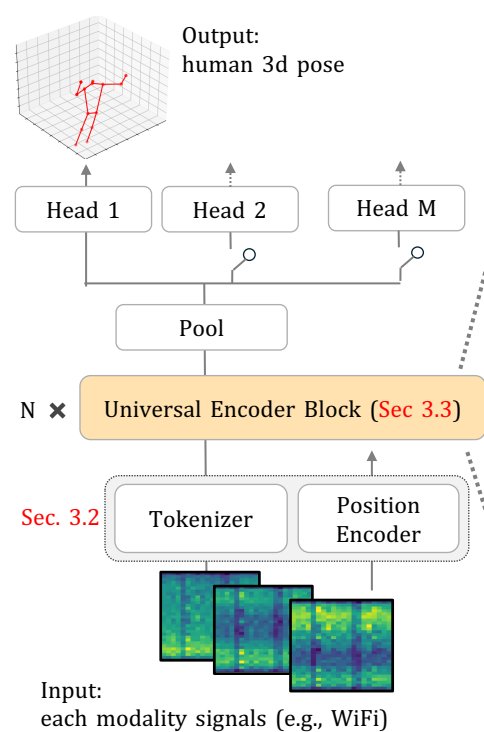 Output:
human 3d pose
Head 1
Head 2
Head M
Pool
N ×
Universal Encoder Block (Sec 3.3)
Sec. 3.2
Tokenizer
Position
Encoder
Input:
each modality signals (e.g., WiFi)